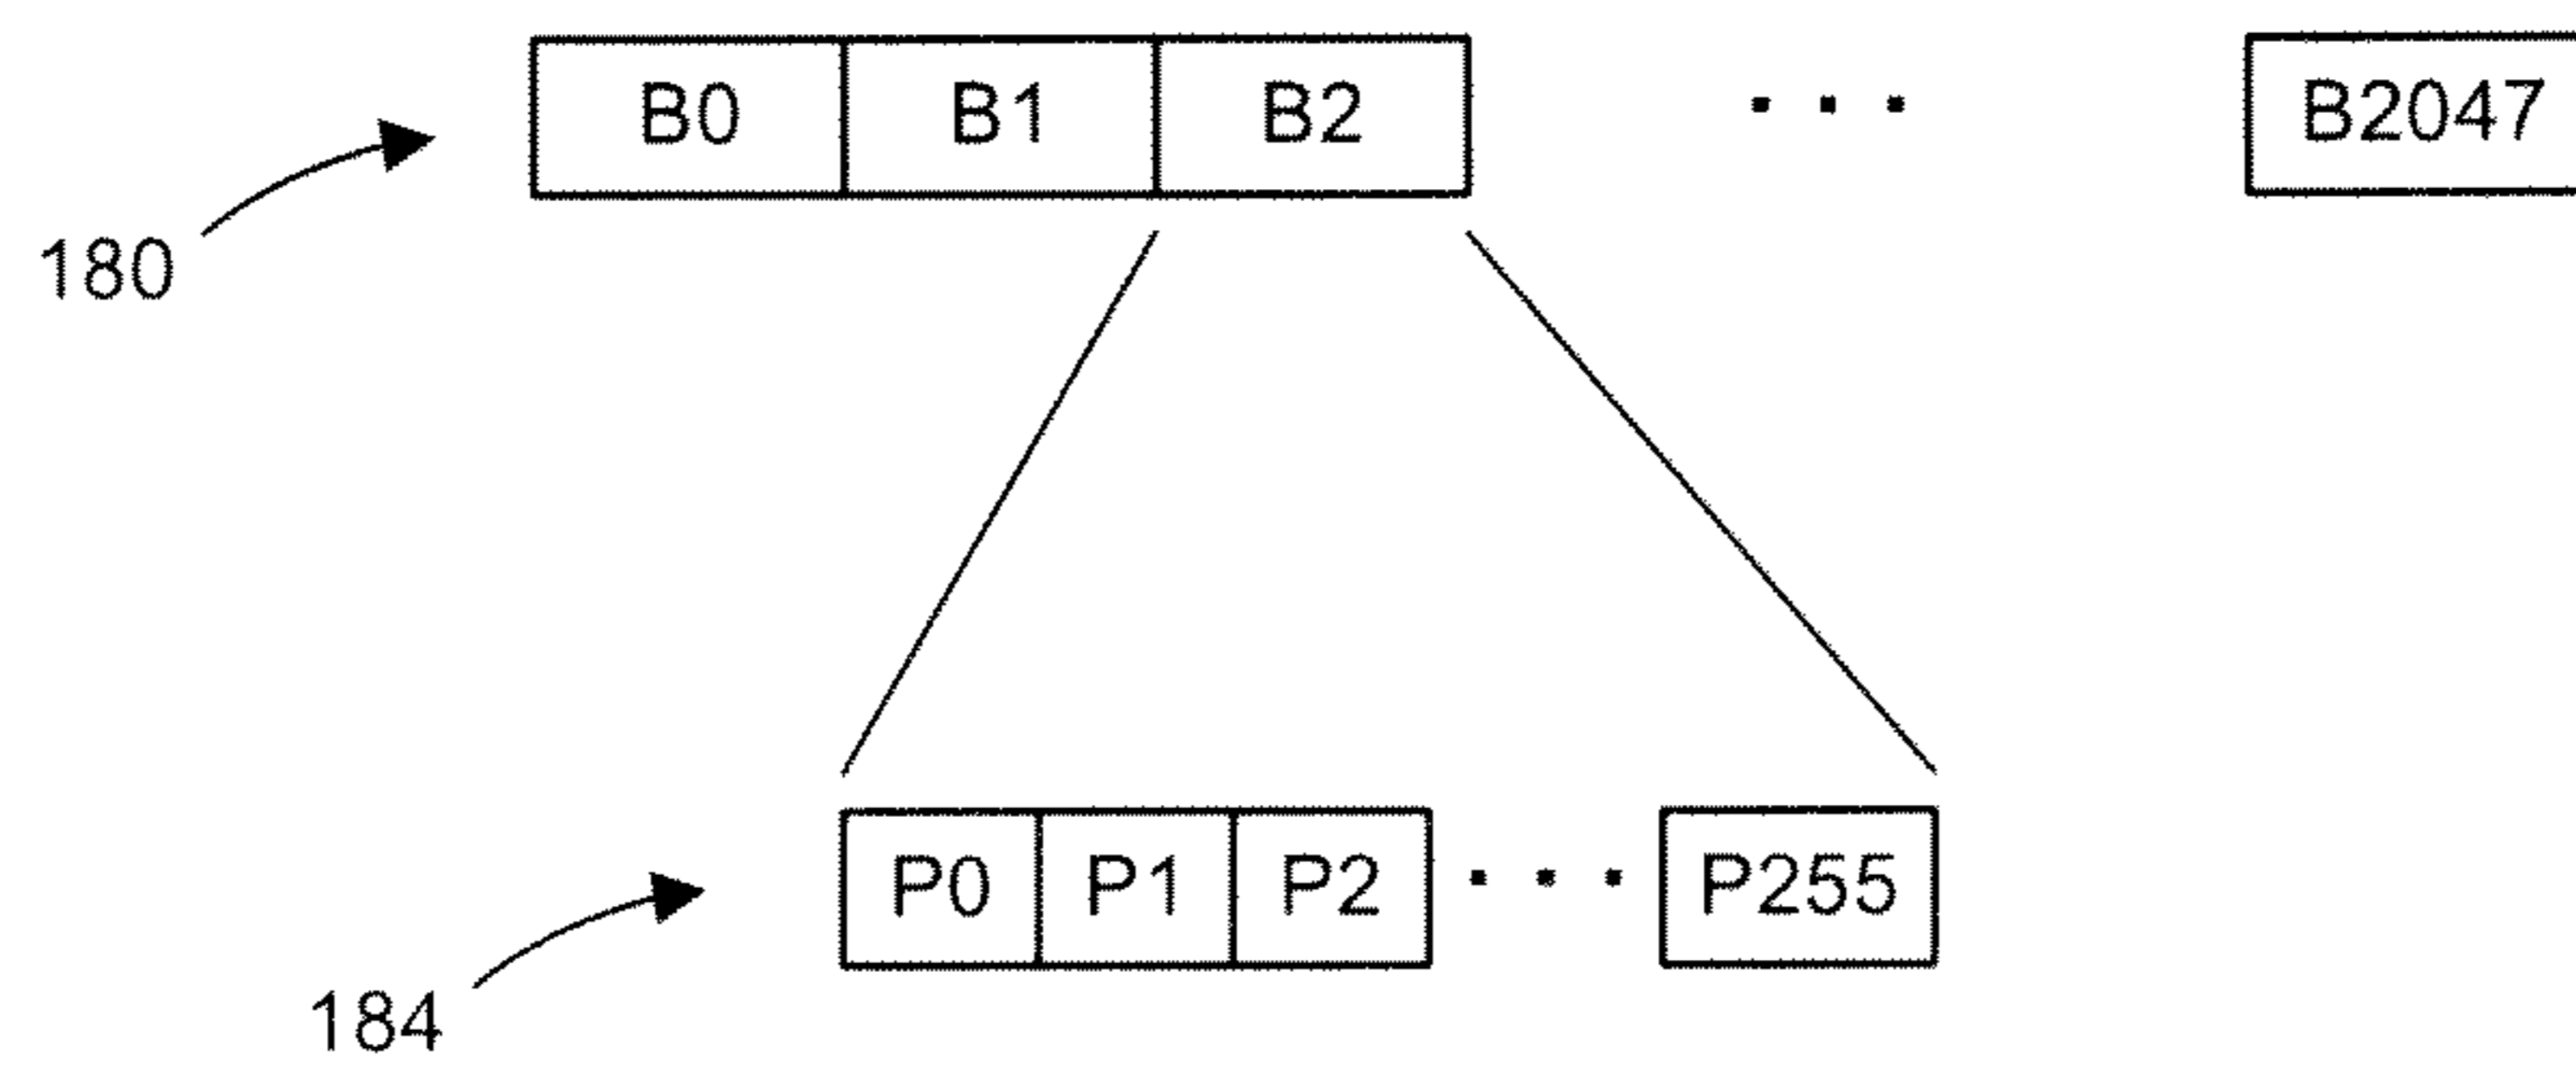 B0 B1 B2 . . . B2047
180
P0 P1 P2 . . . P255
184